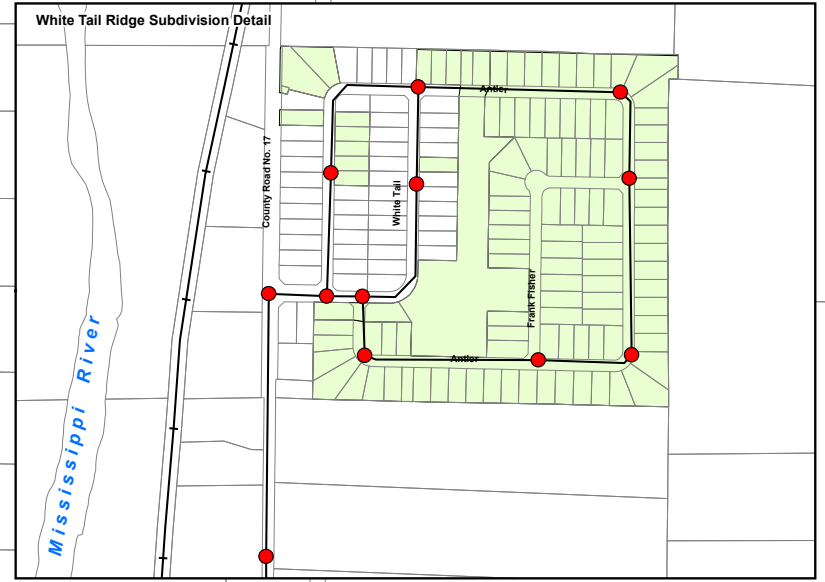 White Tail Ridge Subdivision Detail
Antler
County Road No. 17
White Tail
Frank Fisher
Antler
Mississippi River